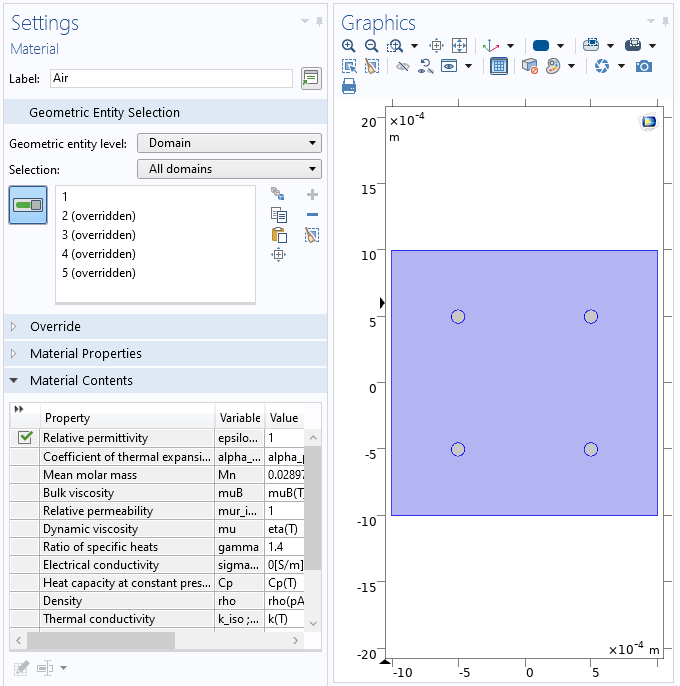 Settings
Material
Label: Air
Geometric Entity Selection
Geometric entity level: Domain
Selection: All domains
1
2 (overridden)
3 (overridden)
4 (overridden)
5 (overridden)
Override
Material Properties
Material Contents
Property Variable Value
Relative permittivity epsilo... 1
Coefficient of thermal expansi... alpha_... alpha_p
Mean molar mass Mn 0.02897
Bulk viscosity muB muB(T)
Relative permeability mur_i... 1
Dynamic viscosity mu eta(T)
Ratio of specific heats gamma 1.4
Electrical conductivity sigma... 0[S/m]
Heat capacity at constant pres... Cp Cp(T)
Density rho rho(pA
Thermal conductivity k_iso ;... k(T)
Graphics
20
×10⁻⁴
m
15
10
5
0
-5
-10
-15
-20
×10⁻⁴ m
-10 -5 0 5